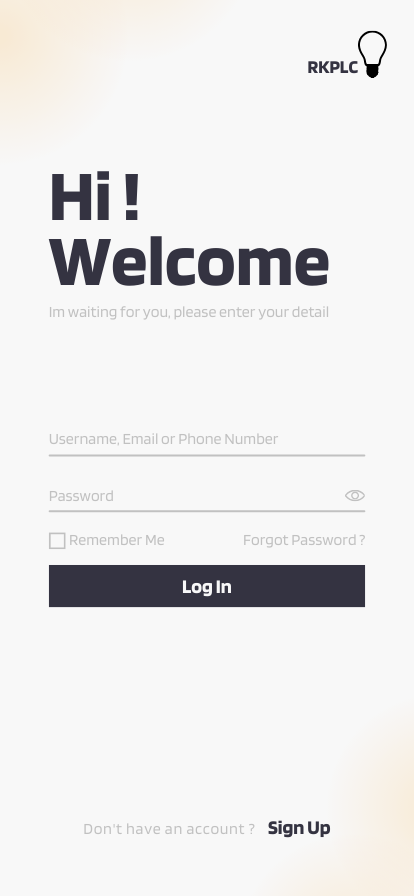 RKPLC
Hi !
Welcome
Im waiting for you, please enter your detail
Username, Email or Phone Number
Password
Remember Me
Forgot Password ?
Log In
Don't have an account ? Sign Up